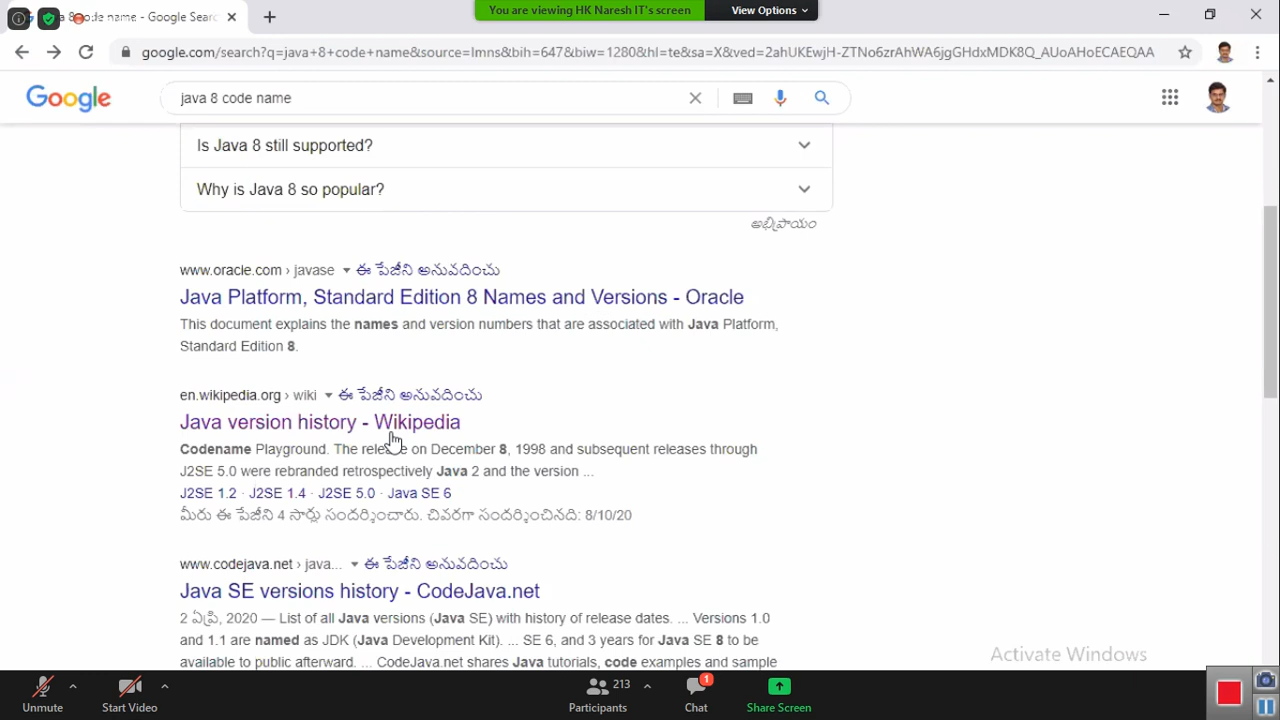 code name - Google Sear
You are viewing HK Naresh IT's screen
View Options
google.com/search?q=java+8+code+name&source=lmns&bih=647&biw=1280&hl=te&sa=X&ved=2ahUKEwjH-ZTNo6zrAhWA6jgGHdxMDK8Q_AUoAHoECAEQAA
Google
java 8 code name
Is Java 8 still supported?
Why is Java 8 so popular?
అభిప్రాయం
www.oracle.com › javase ఈ పేజీని అనువదించు
Java Platform, Standard Edition 8 Names and Versions - Oracle
This document explains the names and version numbers that are associated with Java Platform,
Standard Edition 8.
en.wikipedia.org › wiki ఈ పేజీని అనువదించు
Java version history - Wikipedia
Codename Playground. The release on December 8, 1998 and subsequent releases through
J2SE 5.0 were rebranded retrospectively Java 2 and the version ...
J2SE 1.2 · J2SE 1.4 · J2SE 5.0 · Java SE 6
మీరు ఈ పేజీని 4 సార్లు సందర్శించారు. చివరగా సందర్శించినది: 8/10/20
www.codejava.net › java... ఈ పేజీని అనువదించు
Java SE versions history - CodeJava.net
2 ఏప్రి, 2020 — List of all Java versions (Java SE) with history of release dates. ... Versions 1.0
and 1.1 are named as JDK (Java Development Kit). ... SE 6, and 3 years for Java SE 8 to be
available to public afterward. ... CodeJava.net shares Java tutorials, code examples and sample
Activate Windows
Unmute
Start Video
213
Participants
1
Chat
Share Screen